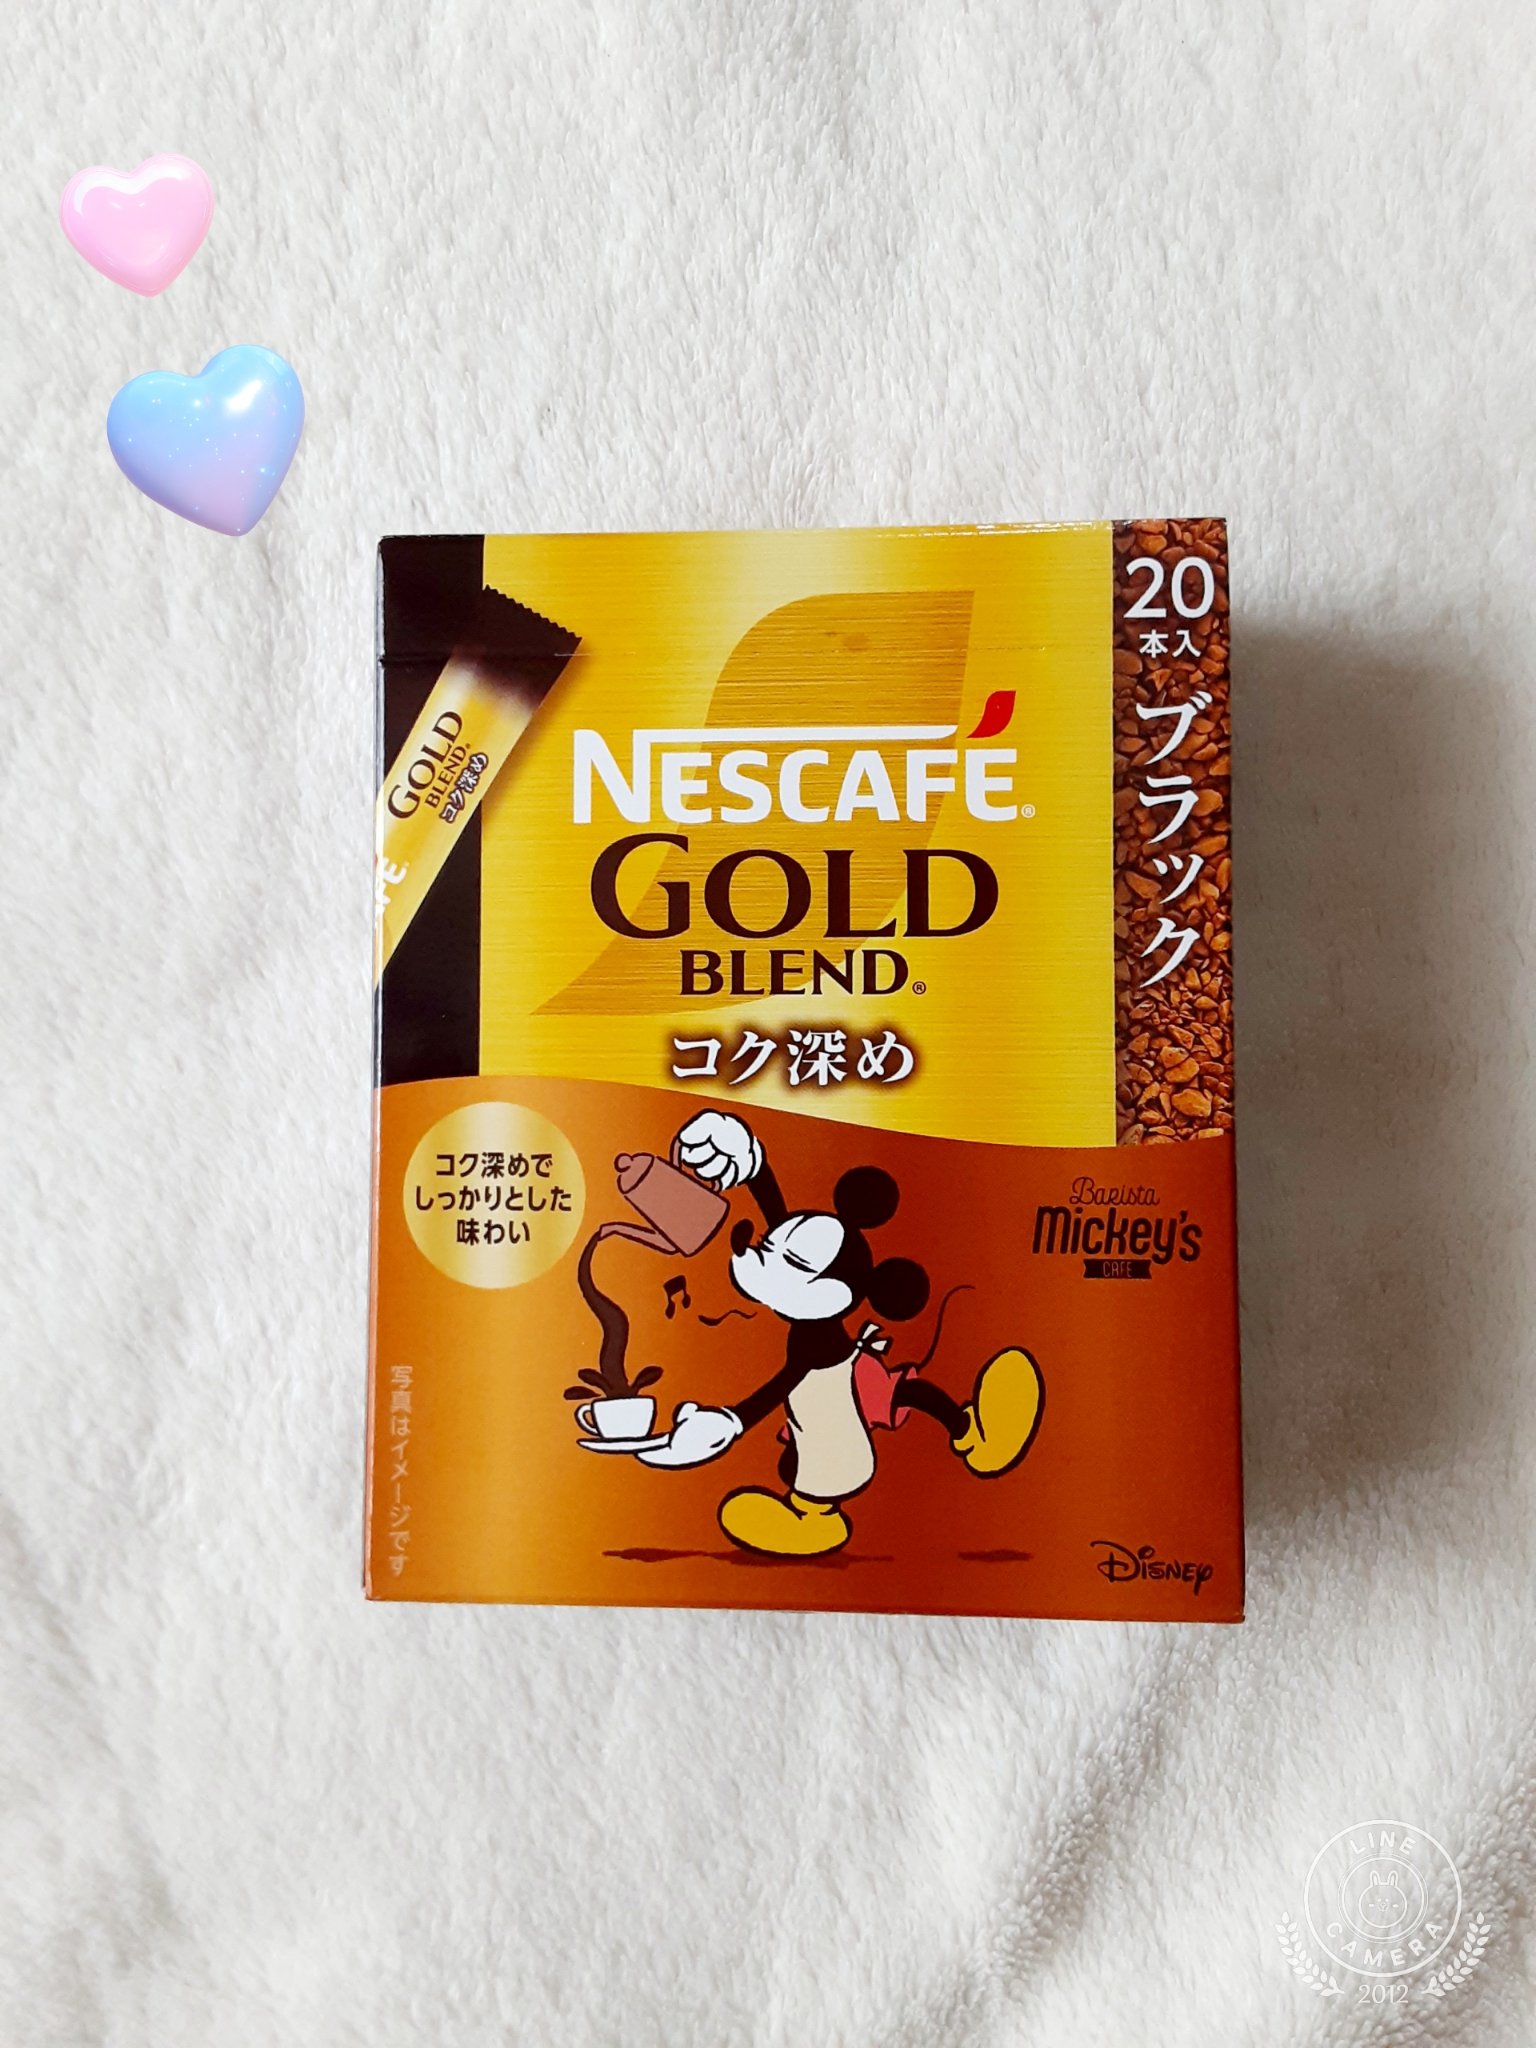 20
本入
ブラック
GOLD
BLEND®
コク深め
NESCAFÉ®
GOLD
BLEND®
コク深め
コク深めで
しっかりとした
味わい
Barista
Mickey's
CAFE
写真はイメージです
Disney
LINE
CAMERA
2012